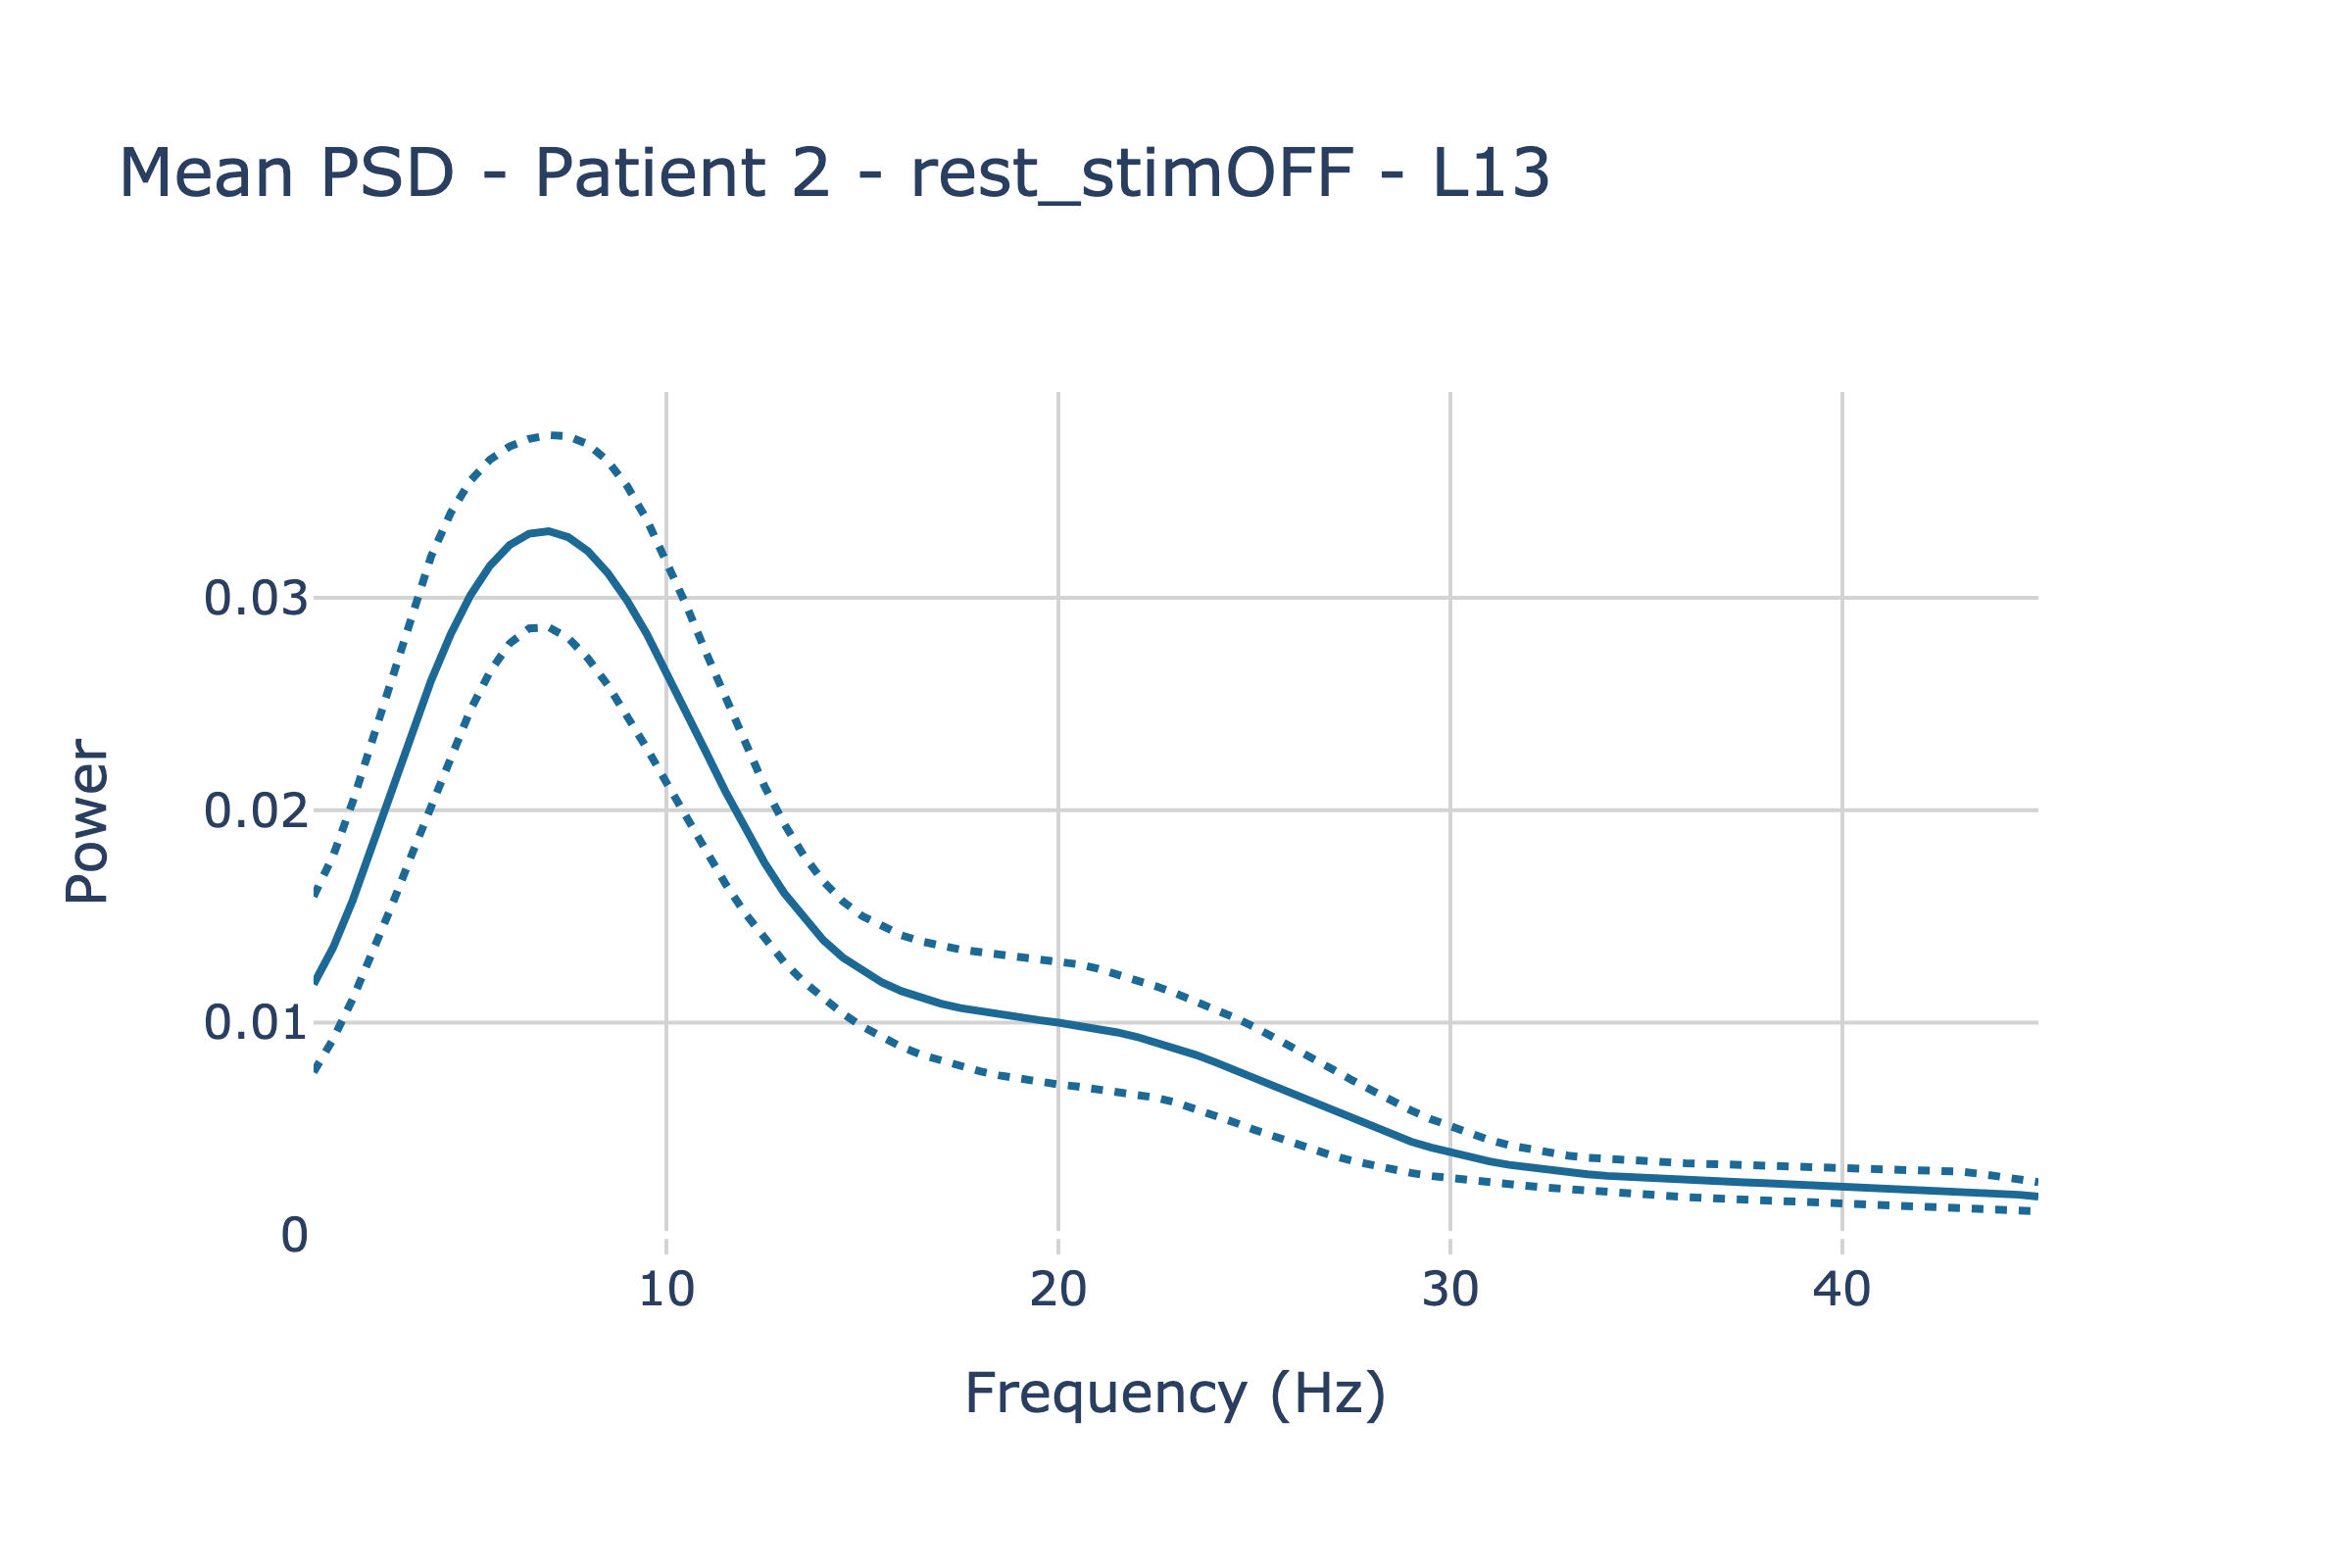 Mean PSD - Patient 2 - rest_stimOFF - L13
Power
0.03
0.02
0.01
0
10 20 30 40
Frequency (Hz)